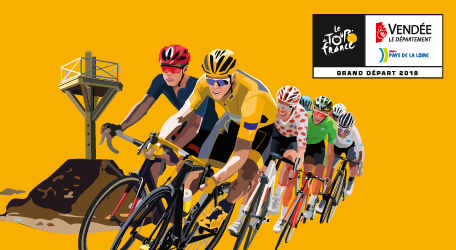 le
TOUR
de
france
VENDÉE
LE DÉPARTEMENT
PAYS DE LA LOIRE
GRAND DÉPART 2018